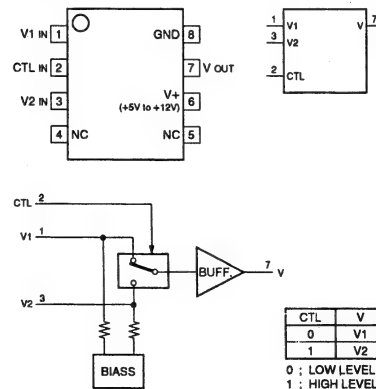 V1 IN 1
GND 8
CTL IN 2
7 V OUT
V2 IN 3
V+ 6
(+5V to +12V)
4 NC
NC 5
1 V1
V 7
3 V2
2 CTL
CTL 2
V1 1
BUFF.
7 V
V2 3
BIASS
CTL V
0 V1
1 V2
0 ; LOW LEVEL
1 ; HIGH LEVEL